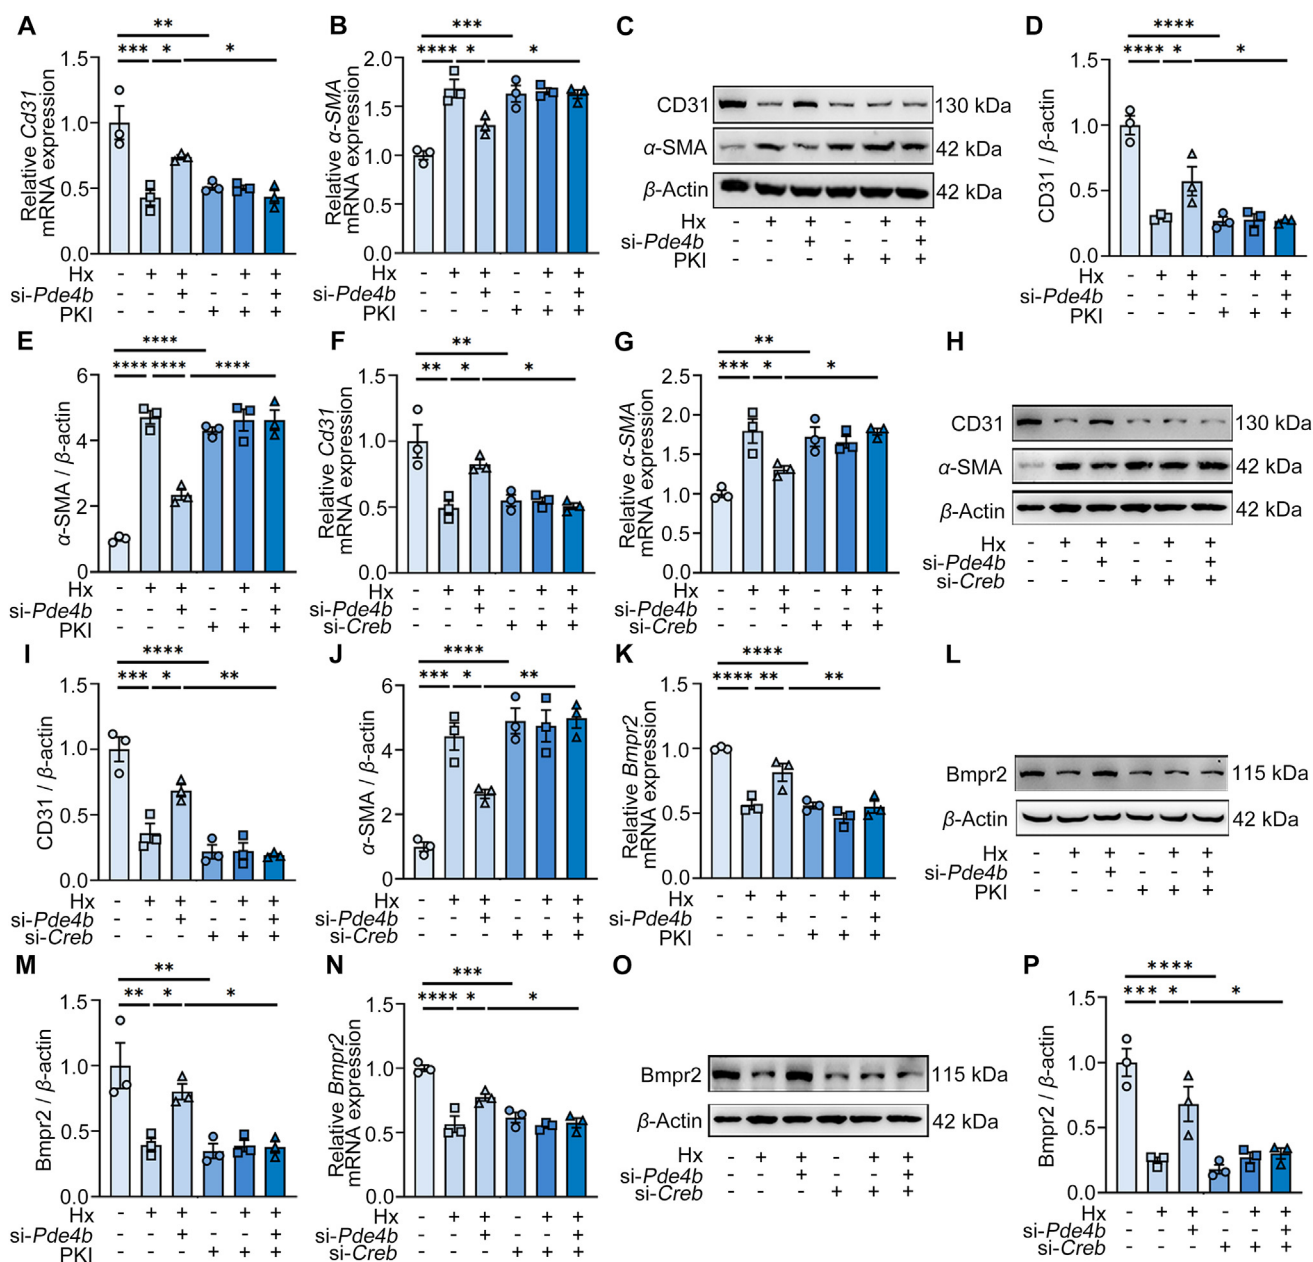 A
**
*** * *
Relative Cd31
mRNA expression
1.5
1.0
0.5
0.0
Hx - + + - + +
si-Pde4b - - + - - +
PKI - - - + + +
B
***
**** * *
Relative α-SMA
mRNA expression
2.0
1.5
1.0
0.5
0.0
Hx - + + - + +
si-Pde4b - - + - - +
PKI - - - + + +
C
CD31 130 kDa
α-SMA 42 kDa
β-Actin 42 kDa
Hx - + + - + +
si-Pde4b - - + - - +
PKI - - - + + +
D
****
**** * *
CD31 / β-actin
1.5
1.0
0.5
0.0
Hx - + + - + +
si-Pde4b - - + - - +
PKI - - - + + +
E
****
**** **** ****
α-SMA / β-actin
6
4
2
0
Hx - + + - + +
si-Pde4b - - + - - +
PKI - - - + + +
F
**
** * *
Relative Cd31
mRNA expression
1.5
1.0
0.5
0.0
Hx - + + - + +
si-Pde4b - - + - - +
si-Creb - - - + + +
G
**
*** * *
Relative α-SMA
mRNA expression
2.5
2.0
1.5
1.0
0.5
0.0
Hx - + + - + +
si-Pde4b - - + - - +
si-Creb - - - + + +
H
CD31 130 kDa
α-SMA 42 kDa
β-Actin 42 kDa
Hx - + + - + +
si-Pde4b - - + - - +
si-Creb - - - + + +
I
****
*** * **
CD31 / β-actin
1.5
1.0
0.5
0.0
Hx - + + - + +
si-Pde4b - - + - - +
si-Creb - - - + + +
J
****
*** * **
α-SMA / β-actin
6
4
2
0
Hx - + + - + +
si-Pde4b - - + - - +
si-Creb - - - + + +
K
****
**** ** **
Relative Bmpr2
mRNA expression
1.5
1.0
0.5
0.0
Hx - + + - + +
si-Pde4b - - + - - +
PKI - - - + + +
L
Bmpr2 115 kDa
β-Actin 42 kDa
Hx - + + - + +
si-Pde4b - - + - - +
PKI - - - + + +
M
**
** * *
Bmpr2 / β-actin
1.5
1.0
0.5
0.0
Hx - + + - + +
si-Pde4b - - + - - +
PKI - - - + + +
N
***
**** * *
Relative Bmpr2
mRNA expression
1.5
1.0
0.5
0.0
Hx - + + - + +
si-Pde4b - - + - - +
si-Creb - - - + + +
O
Bmpr2 115 kDa
β-Actin 42 kDa
Hx - + + - + +
si-Pde4b - - + - - +
si-Creb - - - + + +
P
****
*** * *
Bmpr2 / β-actin
1.5
1.0
0.5
0.0
Hx - + + - + +
si-Pde4b - - + - - +
si-Creb - - - + + +